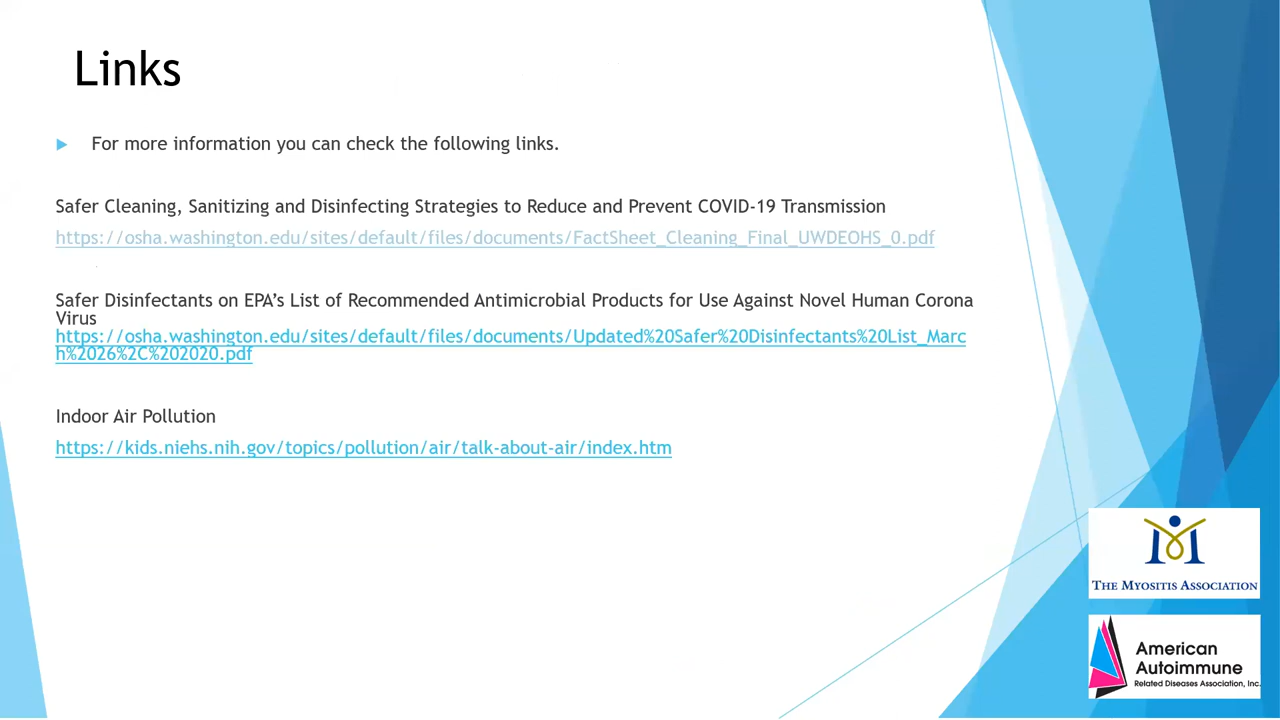 Links
For more information you can check the following links.
Safer Cleaning, Sanitizing and Disinfecting Strategies to Reduce and Prevent COVID-19 Transmission
https://osha.washington.edu/sites/default/files/documents/FactSheet_Cleaning_Final_UWDEOHS_0.pdf
Safer Disinfectants on EPA’s List of Recommended Antimicrobial Products for Use Against Novel Human Corona
Virus
https://osha.washington.edu/sites/default/files/documents/Updated%20Safer%20Disinfectants%20List_Marc
h%2026%2C%202020.pdf
Indoor Air Pollution
https://kids.niehs.nih.gov/topics/pollution/air/talk-about-air/index.htm
THE MYOSITIS ASSOCIATION
American
Autoimmune
Related Diseases Association, Inc.